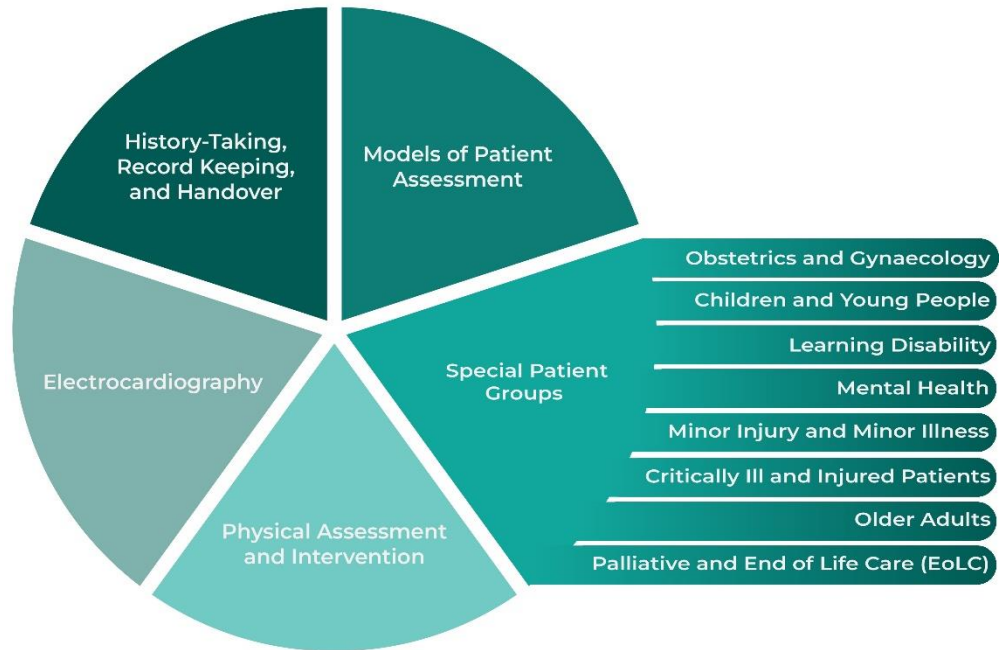 History-Taking,
Record Keeping,
and Handover
Models of Patient
Assessment
Electrocardiography
Special Patient
Groups
Physical Assessment
and Intervention
Obstetrics and Gynaecology
Children and Young People
Learning Disability
Mental Health
Minor Injury and Minor Illness
Critically Ill and Injured Patients
Older Adults
Palliative and End of Life Care (EoLC)